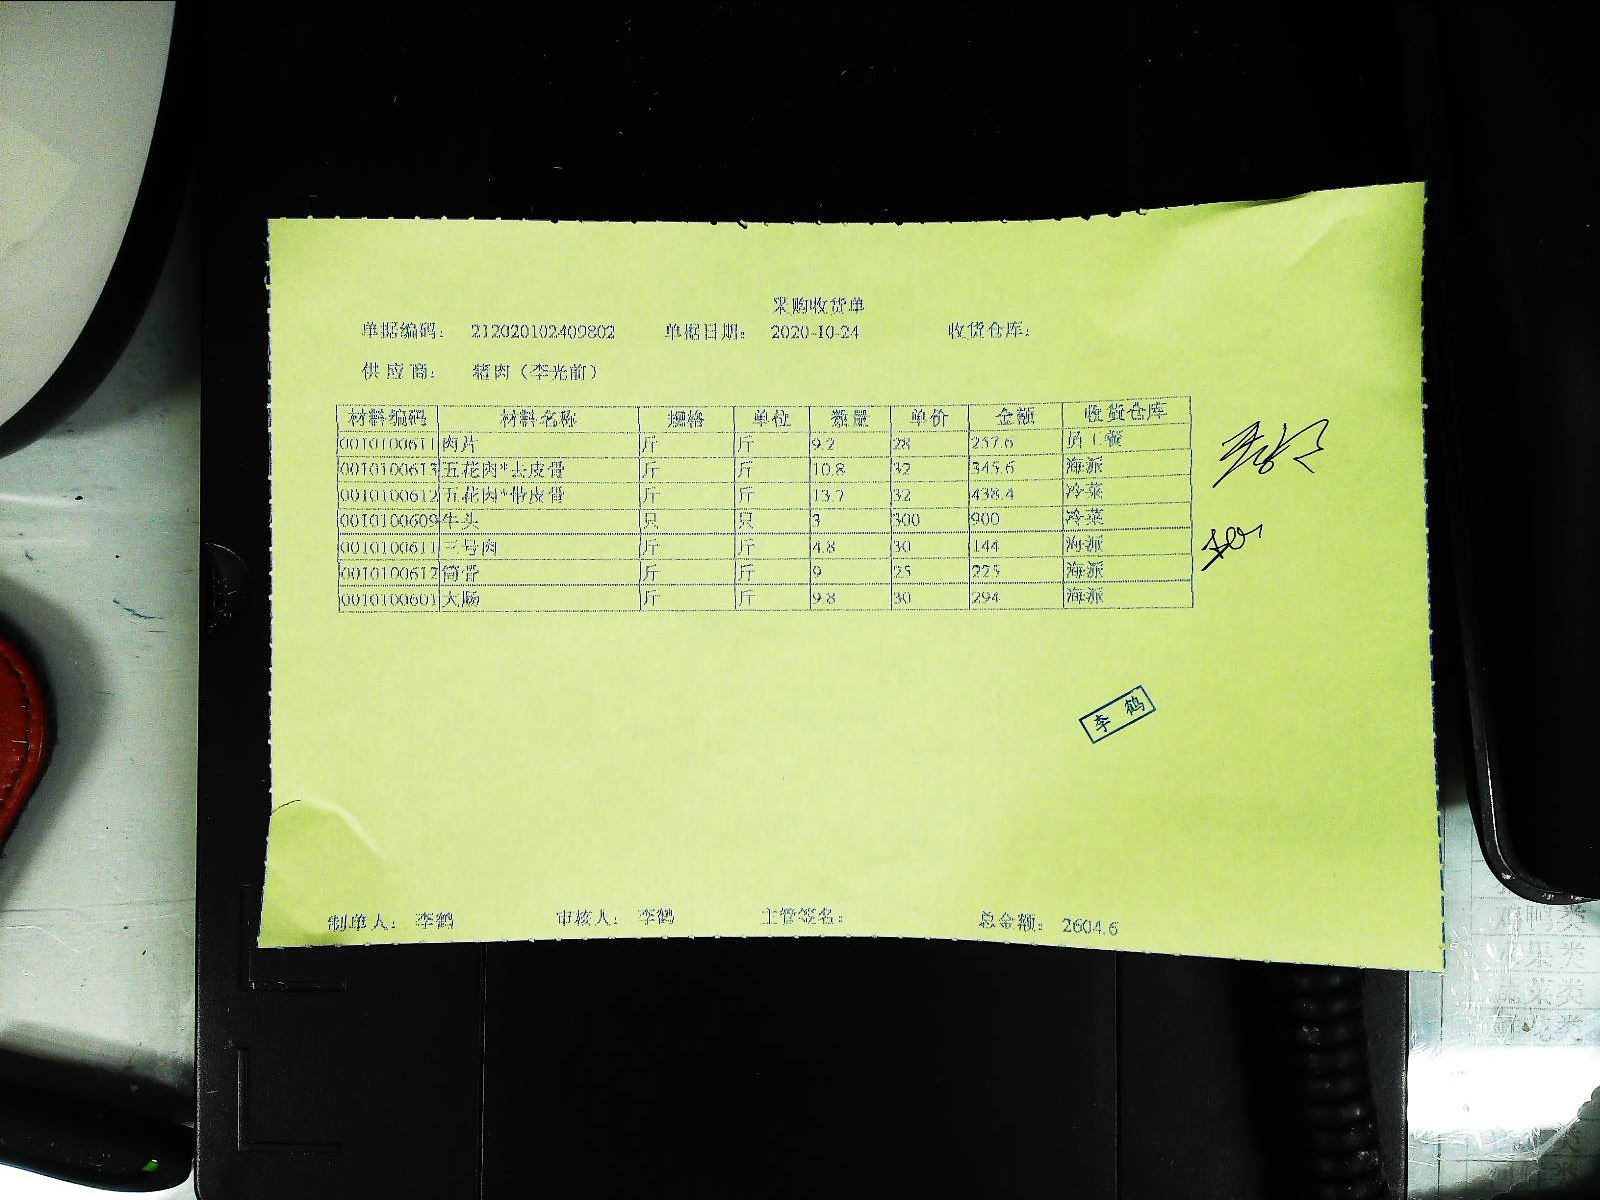 采购收货单
单据编码： 212020102409802 单据日期： 2020-10-24 收货仓库：
供 应 商： 猪肉（李光前）
材料编码 材料名称 规格 单位 数量 单价 金额 收货仓库
0010100611 肉片 斤 斤 9.2 28 257.6 员工餐
0010100613 五花肉*去皮骨 斤 斤 10.8 32 345.6 海派
0010100612 五花肉*带皮骨 斤 斤 13.7 32 438.4 冷菜
0010100609 牛头 只 只 3 300 900 冷菜
0010100611 三号肉 斤 斤 4.8 30 144 海派
0010100612 筒骨 斤 斤 9 25 225 海派
0010100601 大肠 斤 斤 9.8 30 294 海派
李 鹤
制单人： 李鹤 审核人： 李鹤 主管签名： 总金额： 2604.6
果类
蔬菜类